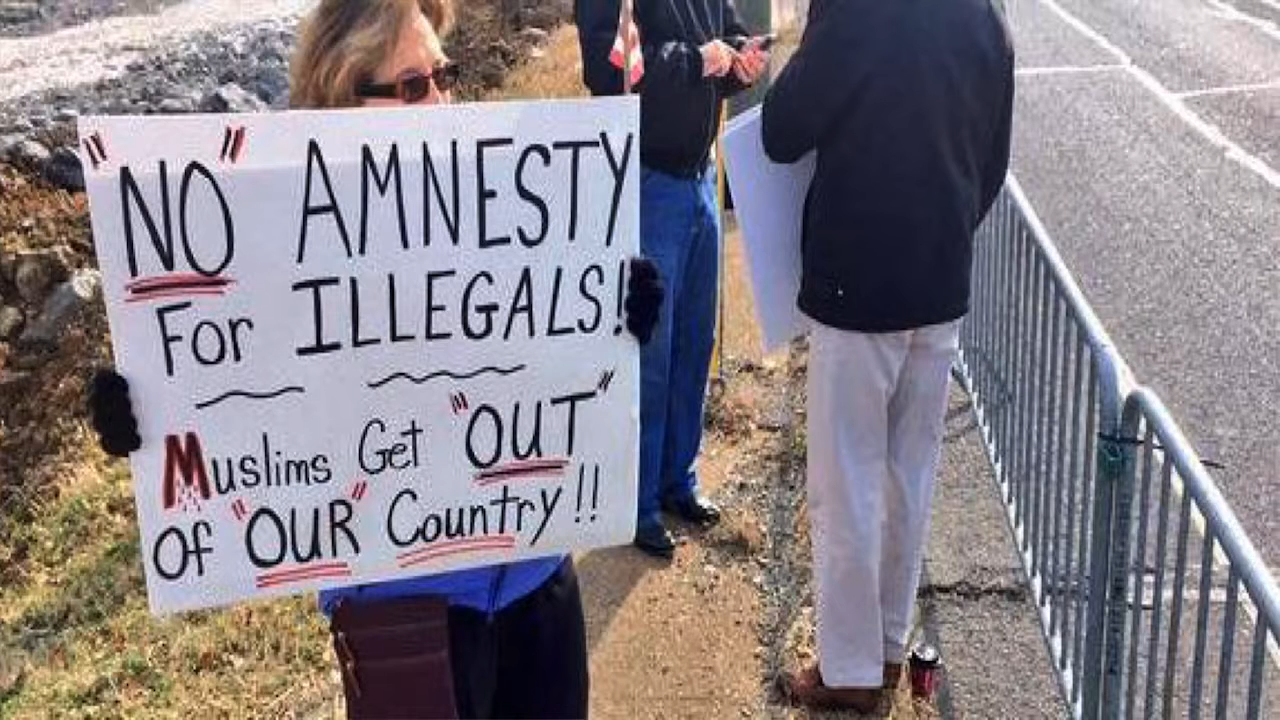 "NO" AMNESTY
For ILLEGALS!
Muslims Get "OUT"
Of "OUR" Country!!